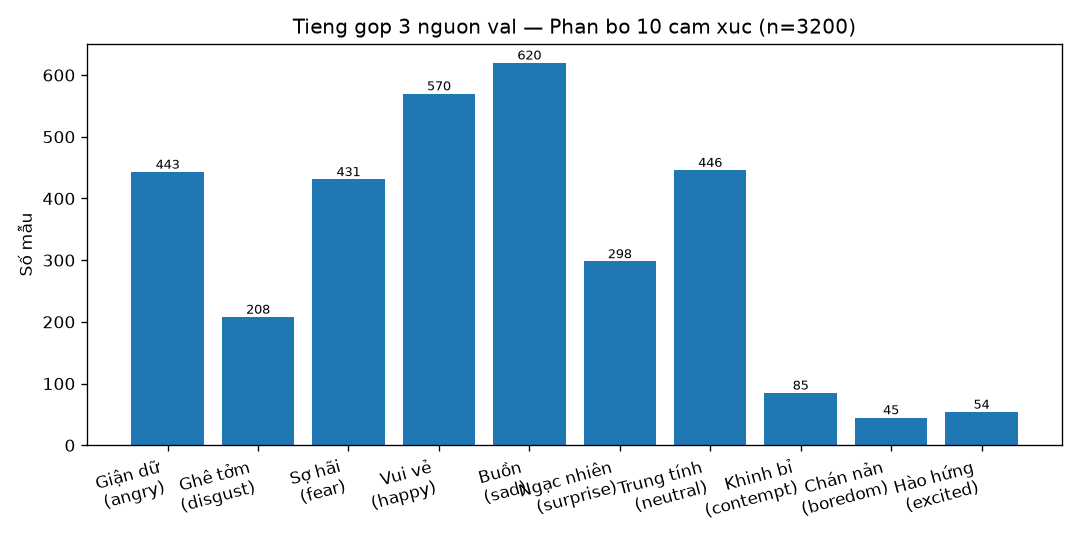 Tieng gop 3 nguon val — Phan bo 10 cam xuc (n=3200)
Số mẫu
600
500
400
300
200
100
0
443
208
431
570
620
298
446
85
45
54
Giận dữ
(angry)
Ghê tởm
(disgust)
Sợ hãi
(fear)
Vui vẻ
(happy)
Buồn
(sad)
Ngạc nhiên
(surprise)
Trung tính
(neutral)
Khinh bỉ
(contempt)
Chán nản
(boredom)
Hào hứng
(excited)